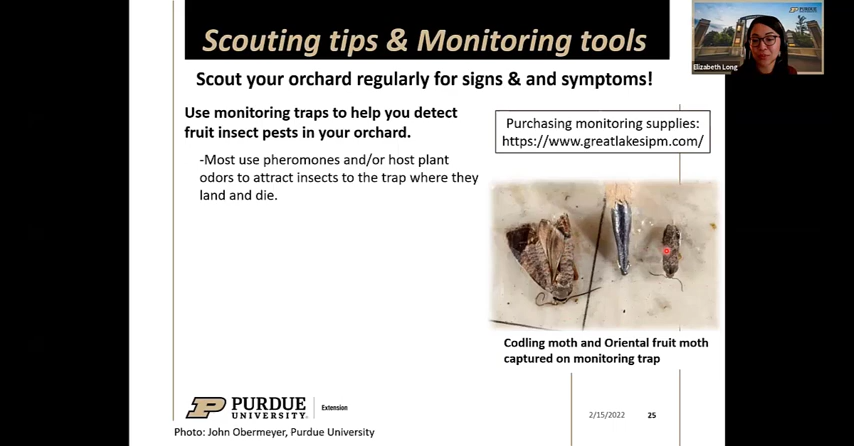 Scouting tips & Monitoring tools
PURDUE
Elizabeth Long
Scout your orchard regularly for signs & and symptoms!
Use monitoring traps to help you detect
fruit insect pests in your orchard.
-Most use pheromones and/or host plant
odors to attract insects to the trap where they
land and die.
Purchasing monitoring supplies:
https://www.greatlakesipm.com/
Codling moth and Oriental fruit moth
captured on monitoring trap
P PURDUE
UNIVERSITY
Extension
2/15/2022
25
Photo: John Obermeyer, Purdue University